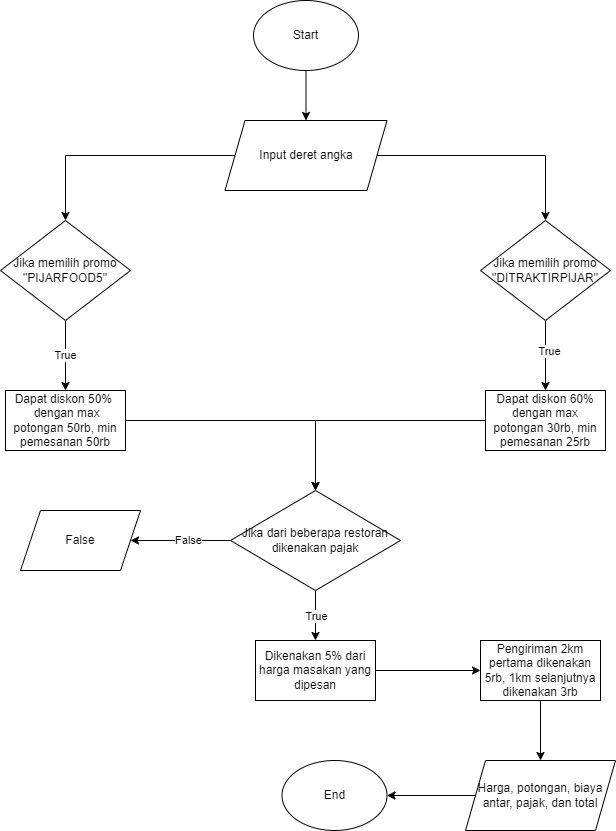 Start
Input deret angka
Jika memilih promo
"PIJARFOOD5"
Jika memilih promo
"DITRAKTIRPIJAR"
True
True
Dapat diskon 50%
dengan max
potongan 50rb, min
pemesanan 50rb
Dapat diskon 60%
dengan max
potongan 30rb, min
pemesanan 25rb
Jika dari beberapa restoran
dikenakan pajak
False
False
True
Dikenakan 5% dari
harga masakan yang
dipesan
Pengiriman 2km
pertama dikenakan
5rb, 1km selanjutnya
dikenakan 3rb
Harga, potongan, biaya
antar, pajak, dan total
End